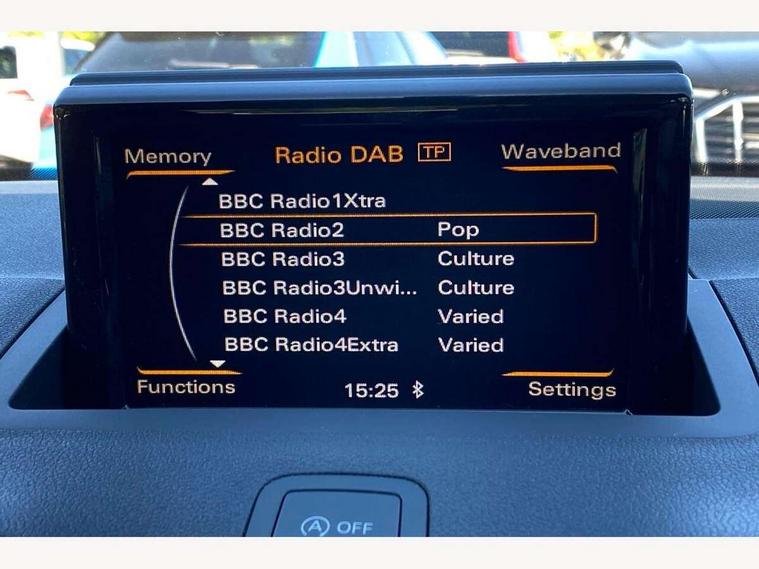 Memory Radio DAB TP Waveband
BBC Radio1Xtra
BBC Radio2 Pop
BBC Radio3 Culture
BBC Radio3Unwi... Culture
BBC Radio4 Varied
BBC Radio4Extra Varied
Functions 15:25 Settings
A OFF